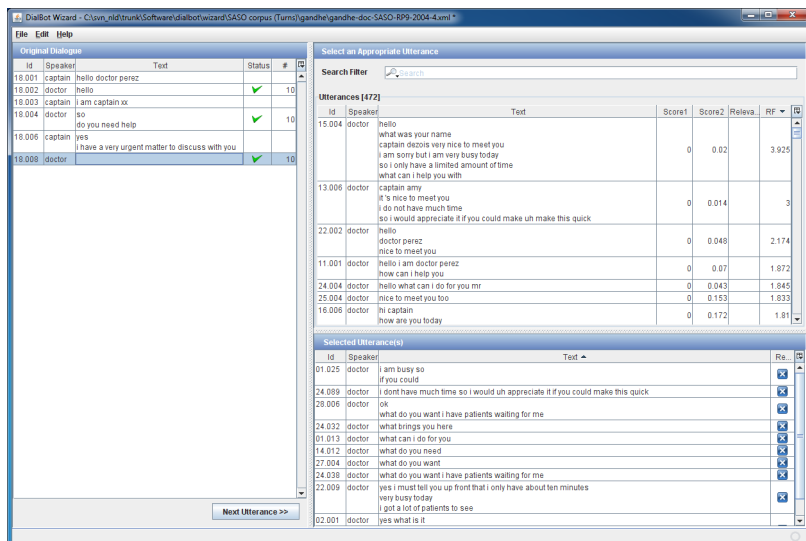 DialBot Wizard - C:\svn_nld\trunk\Software\dialbot\wizard\SASO corpus (Turns)\gandhe\gandhe-doc-SASO-RP9-2004-4.xml *
File Edit Help
Original Dialogue
Id Speaker Text Status #
18.001 captain hello doctor perez
18.002 doctor hello 10
18.003 captain i am captain xx
18.004 doctor so 10
do you need help
18.006 captain yes
i have a very urgent matter to discuss with you
18.008 doctor 10
Next Utterance >>
Select an Appropriate Utterance
Search Filter Search
Utterances [472]
Id Speaker Text Score1 Score2 Releva... RF
15.004 doctor hello 0 0.02 3.925
what was your name
captain dezois very nice to meet you
i am sorry but i am very busy today
so i only have a limited amount of time
what can i help you with
13.006 doctor captain amy 0 0.014 3
it 's nice to meet you
i do not have much time
so i would appreciate it if you could make uh make this quick
22.002 doctor hello 0 0.048 2.174
doctor perez
nice to meet you
11.001 doctor hello i am doctor perez 0 0.07 1.872
how can i help you
24.004 doctor hello what can i do for you mr 0 0.043 1.845
25.004 doctor nice to meet you too 0 0.153 1.833
16.006 doctor hi captain 0 0.172 1.81
how are you today
Selected Utterance(s)
Id Speaker Text Re...
01.025 doctor i am busy so
if you could
24.089 doctor i dont have much time so i would uh appreciate it if you could make this quick
28.006 doctor ok
what do you want i have patients waiting for me
24.032 doctor what brings you here
01.013 doctor what can i do for you
14.012 doctor what do you need
27.004 doctor what do you want
24.038 doctor what do you want i have patients waiting for me
22.009 doctor yes i must tell you up front that i only have about ten minutes
very busy today
i got a lot of patients to see
02.001 doctor yes what is it